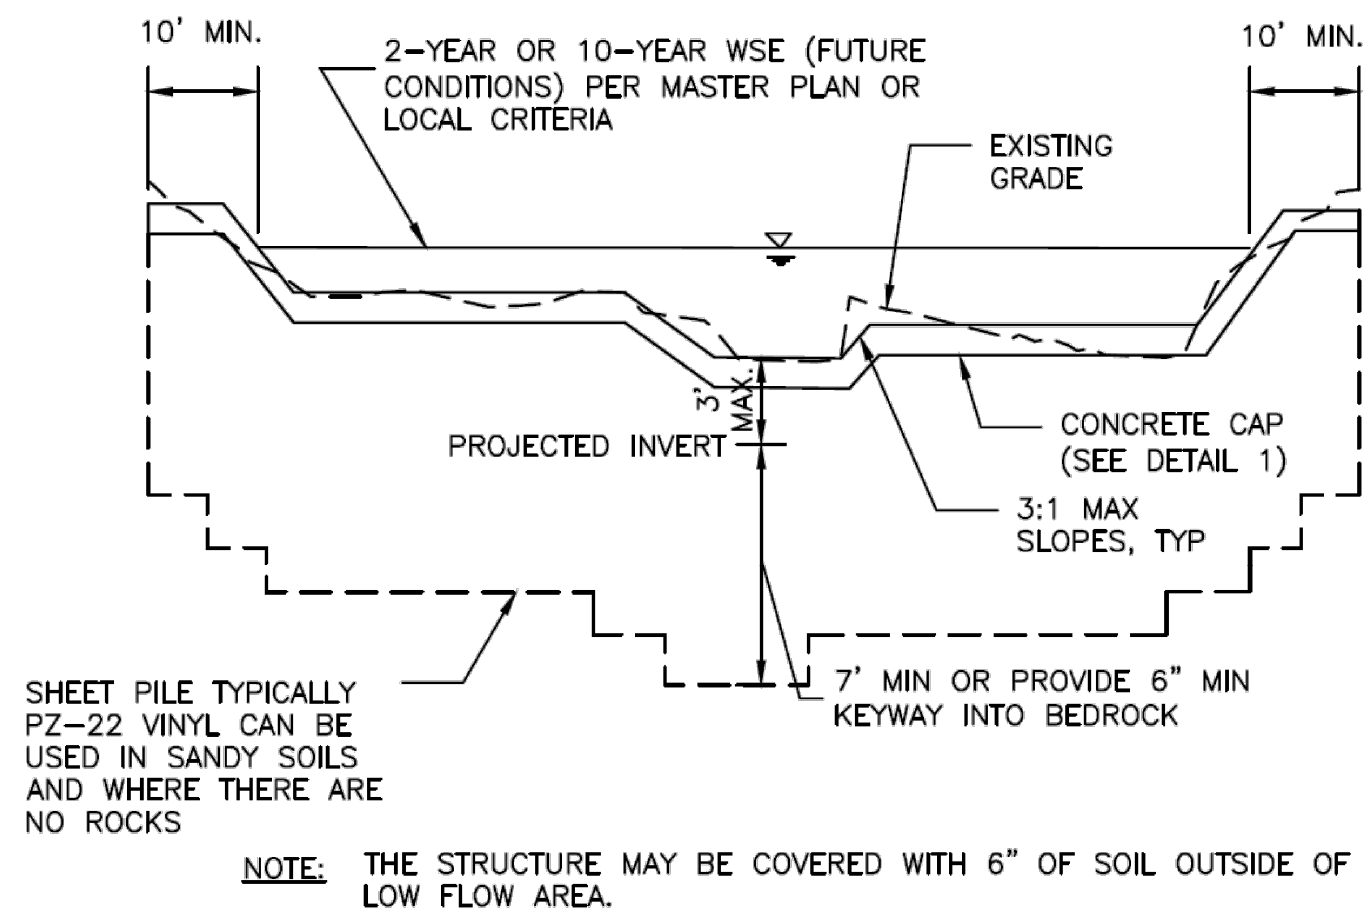 10' MIN.
10' MIN.
2-YEAR OR 10-YEAR WSE (FUTURE
CONDITIONS) PER MASTER PLAN OR
LOCAL CRITERIA
EXISTING
GRADE
3'
MAX.
PROJECTED INVERT
CONCRETE CAP
(SEE DETAIL 1)
3:1 MAX
SLOPES, TYP
7' MIN OR PROVIDE 6" MIN
KEYWAY INTO BEDROCK
SHEET PILE TYPICALLY
PZ-22 VINYL CAN BE
USED IN SANDY SOILS
AND WHERE THERE ARE
NO ROCKS
NOTE: THE STRUCTURE MAY BE COVERED WITH 6" OF SOIL OUTSIDE OF
LOW FLOW AREA.